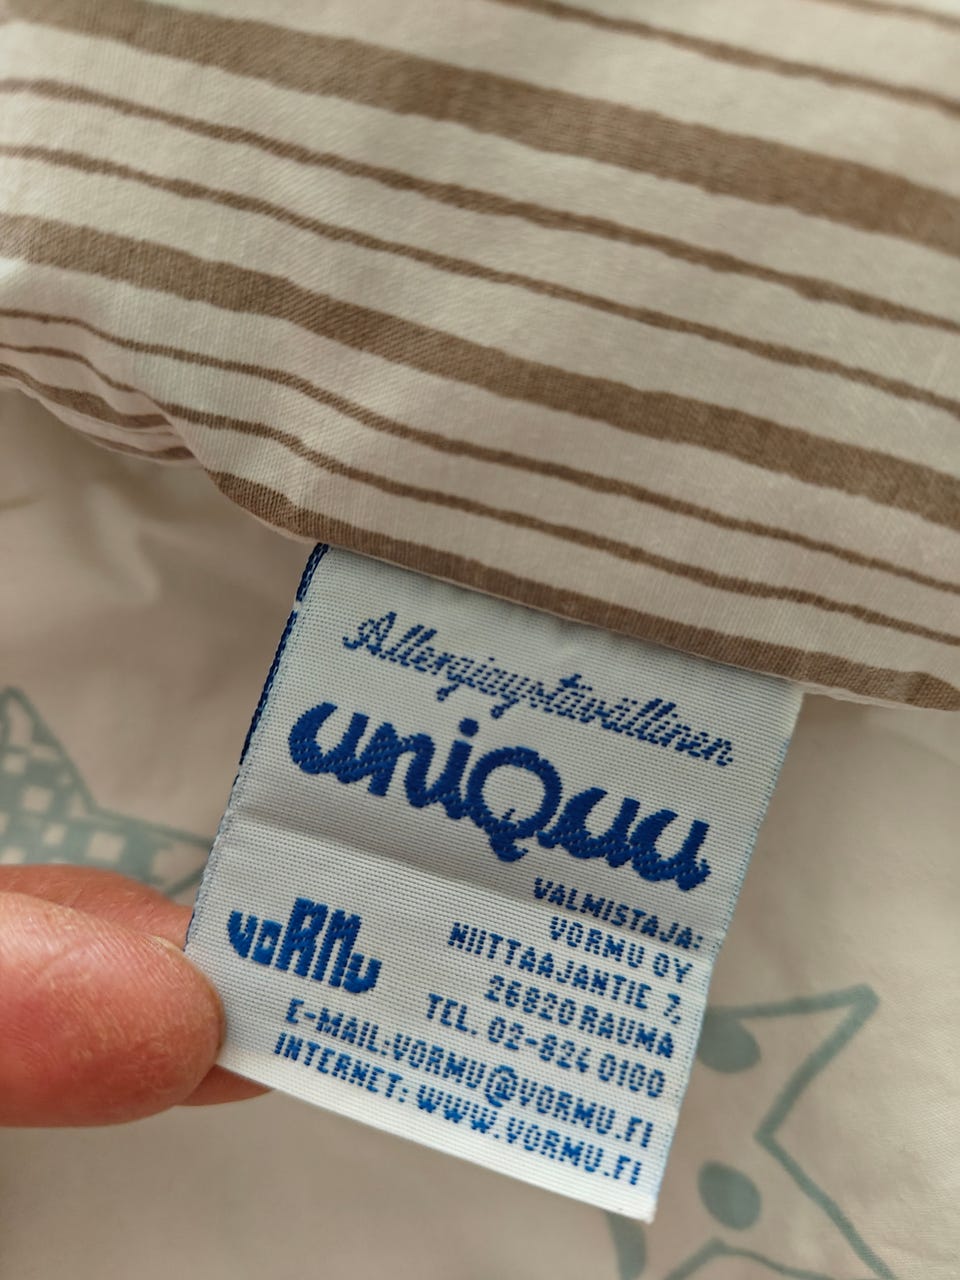 Allergiaystävällinen
uniQuu
VALMISTAJA:
VORMU OY
NIITTAAJANTIE 7,
26820 RAUMA
TEL. 02-824 0100
voRMu
E-MAIL:VORMU@VORMU.FI
INTERNET: WWW.VORMU.FI